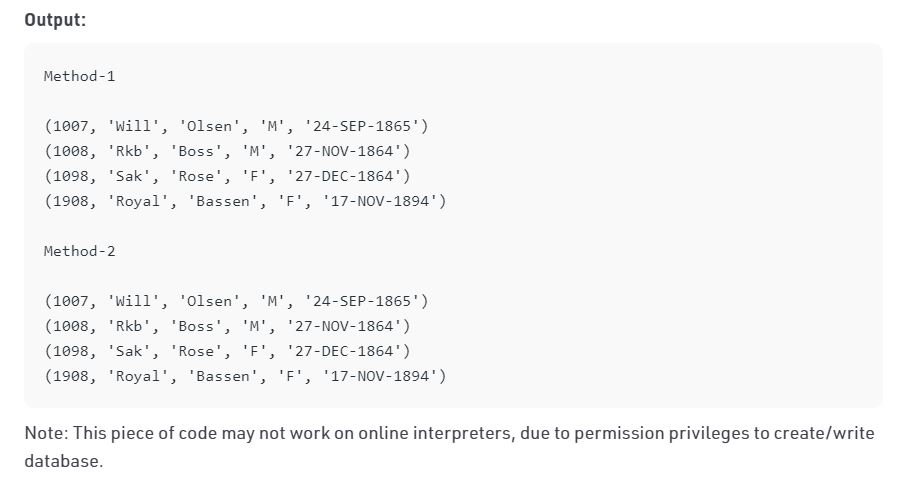 Output:
Method-1
(1007, 'Will', 'Olsen', 'M', '24-SEP-1865')
(1008, 'Rkb', 'Boss', 'M', '27-NOV-1864')
(1098, 'Sak', 'Rose', 'F', '27-DEC-1864')
(1908, 'Royal', 'Bassen', 'F', '17-NOV-1894')
Method-2
(1007, 'Will', 'Olsen', 'M', '24-SEP-1865')
(1008, 'Rkb', 'Boss', 'M', '27-NOV-1864')
(1098, 'Sak', 'Rose', 'F', '27-DEC-1864')
(1908, 'Royal', 'Bassen', 'F', '17-NOV-1894')
Note: This piece of code may not work on online interpreters, due to permission privileges to create/write
database.